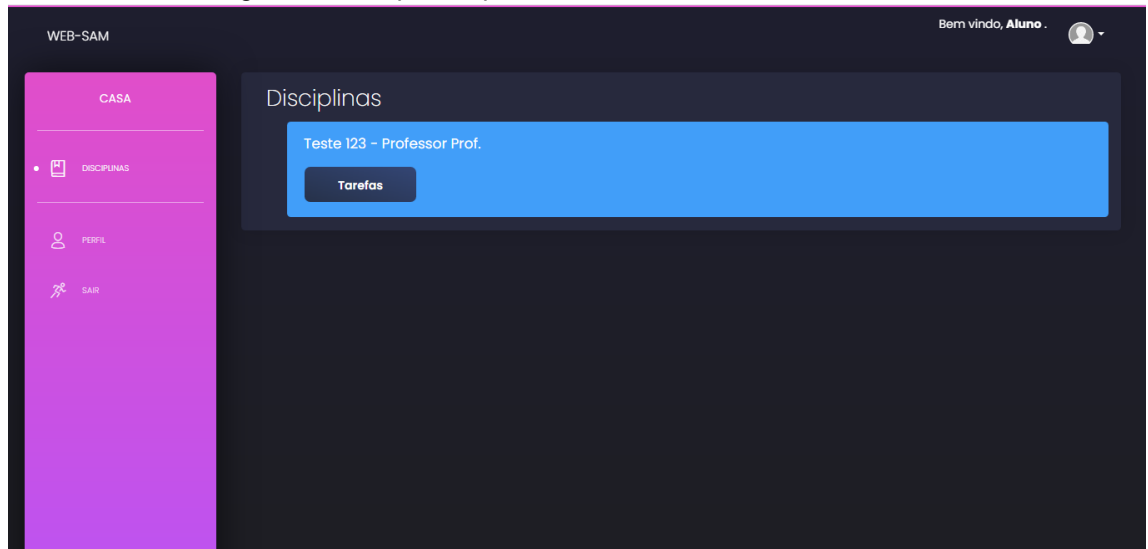 WEB-SAM
Bem vindo, Aluno .
CASA
DISCIPLINAS
PERFIL
SAIR
Disciplinas
Teste 123 - Professor Prof.
Tarefas